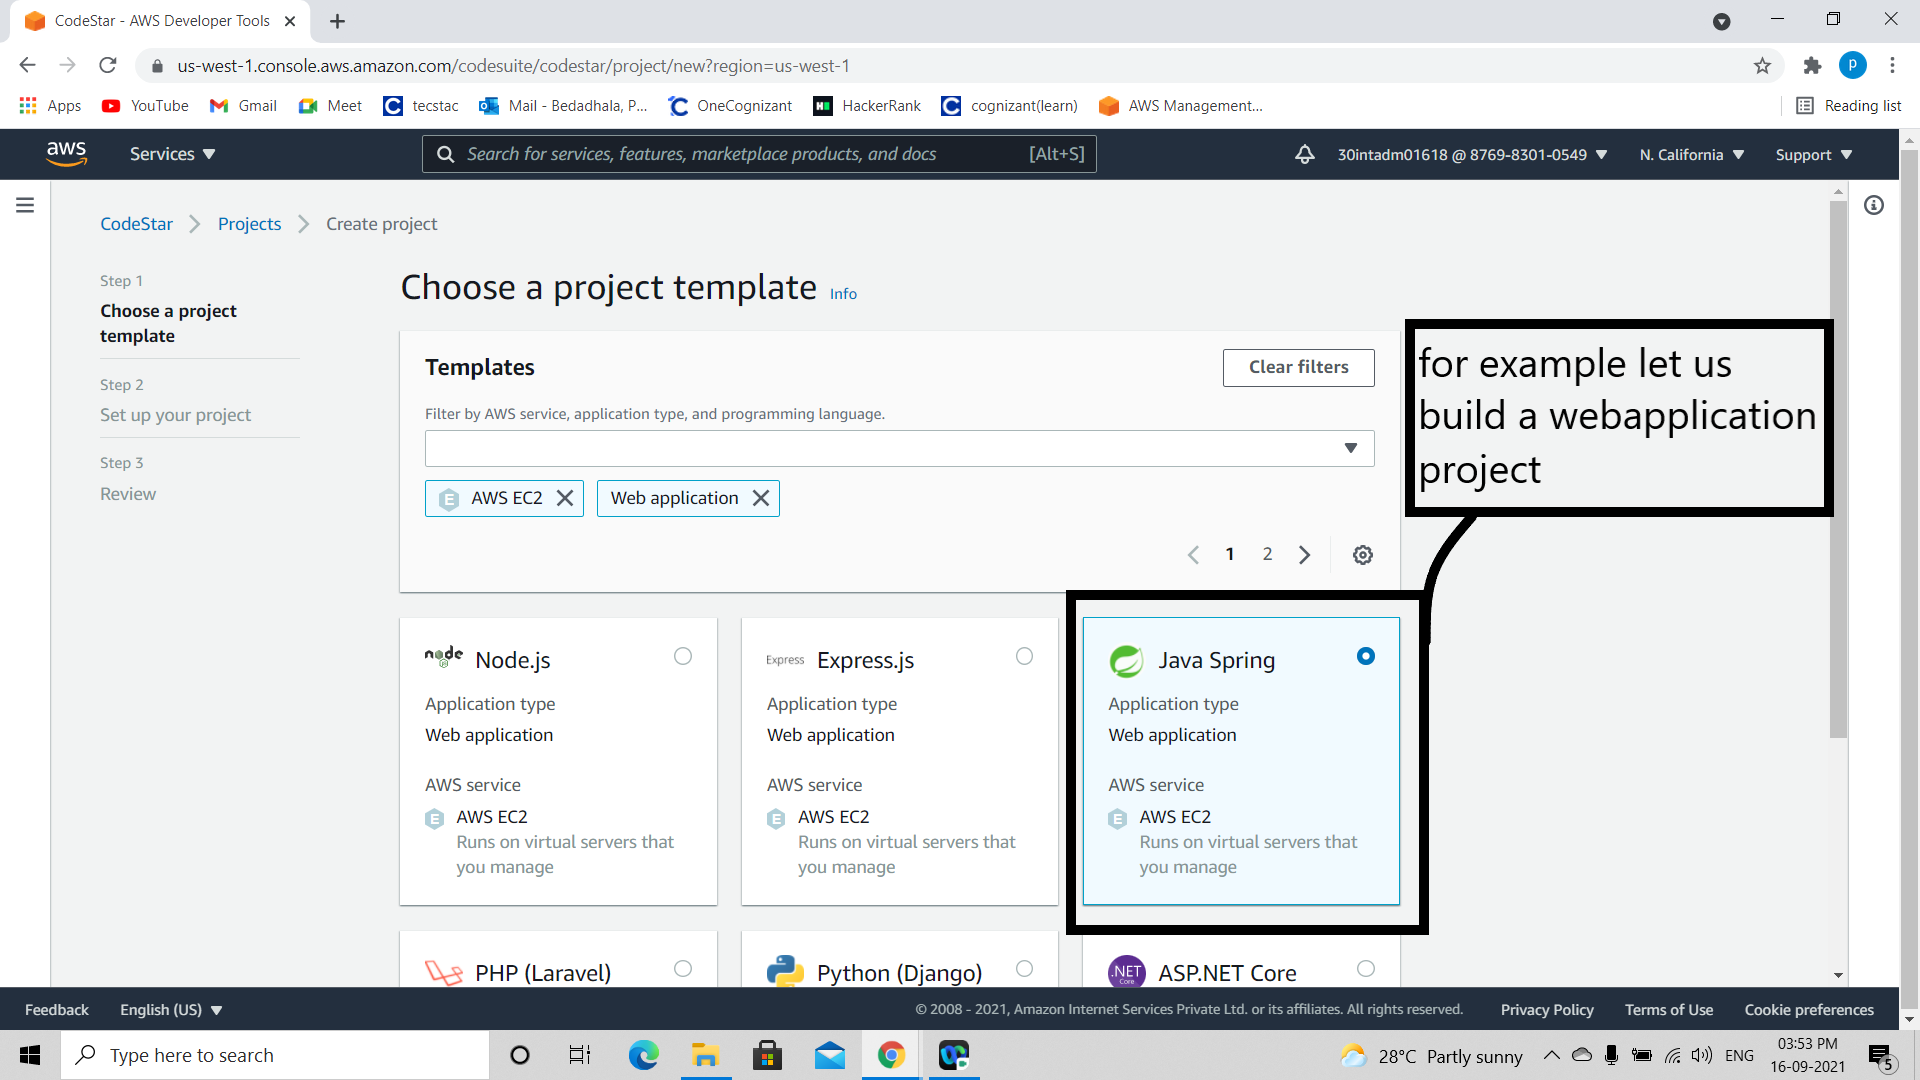 CodeStar - AWS Developer Tools
us-west-1.console.aws.amazon.com/codesuite/codestar/project/new?region=us-west-1
Apps YouTube Gmail Meet tecstac Mail - Bedadhala, P... OneCognizant HackerRank cognizant(learn) AWS Management... Reading list
aws Services Search for services, features, marketplace products, and docs [Alt+S] 30intadm01618 @ 8769-8301-0549 N. California Support
CodeStar Projects Create project
Step 1
Choose a project
template
Step 2
Set up your project
Step 3
Review
Choose a project template Info
Templates
Clear filters
Filter by AWS service, application type, and programming language.
AWS EC2 Web application
1 2
for example let us
build a webapplication
project
Node.js
Application type
Web application
AWS service
AWS EC2
Runs on virtual servers that
you manage
Express Express.js
Application type
Web application
AWS service
AWS EC2
Runs on virtual servers that
you manage
Java Spring
Application type
Web application
AWS service
AWS EC2
Runs on virtual servers that
you manage
PHP (Laravel)
Python (Django)
.NET Core ASP.NET Core
Feedback English (US) © 2008 - 2021, Amazon Internet Services Private Ltd. or its affiliates. All rights reserved. Privacy Policy Terms of Use Cookie preferences
Type here to search
28°C Partly sunny
ENG
03:53 PM
16-09-2021
5